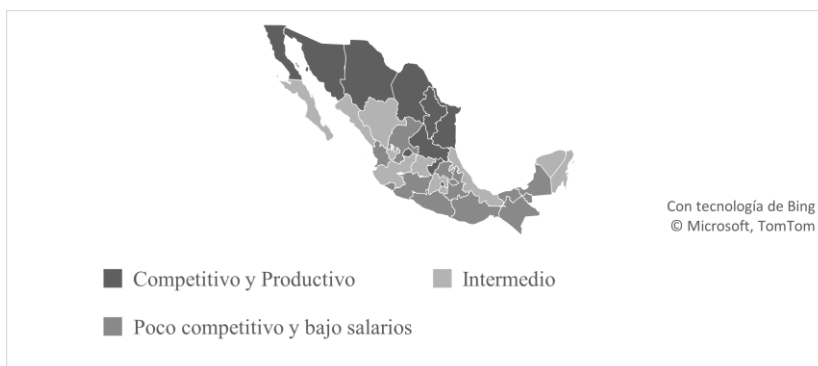 Con tecnología de Bing
© Microsoft, TomTom
Competitivo y Productivo
Intermedio
Poco competitivo y bajo salarios